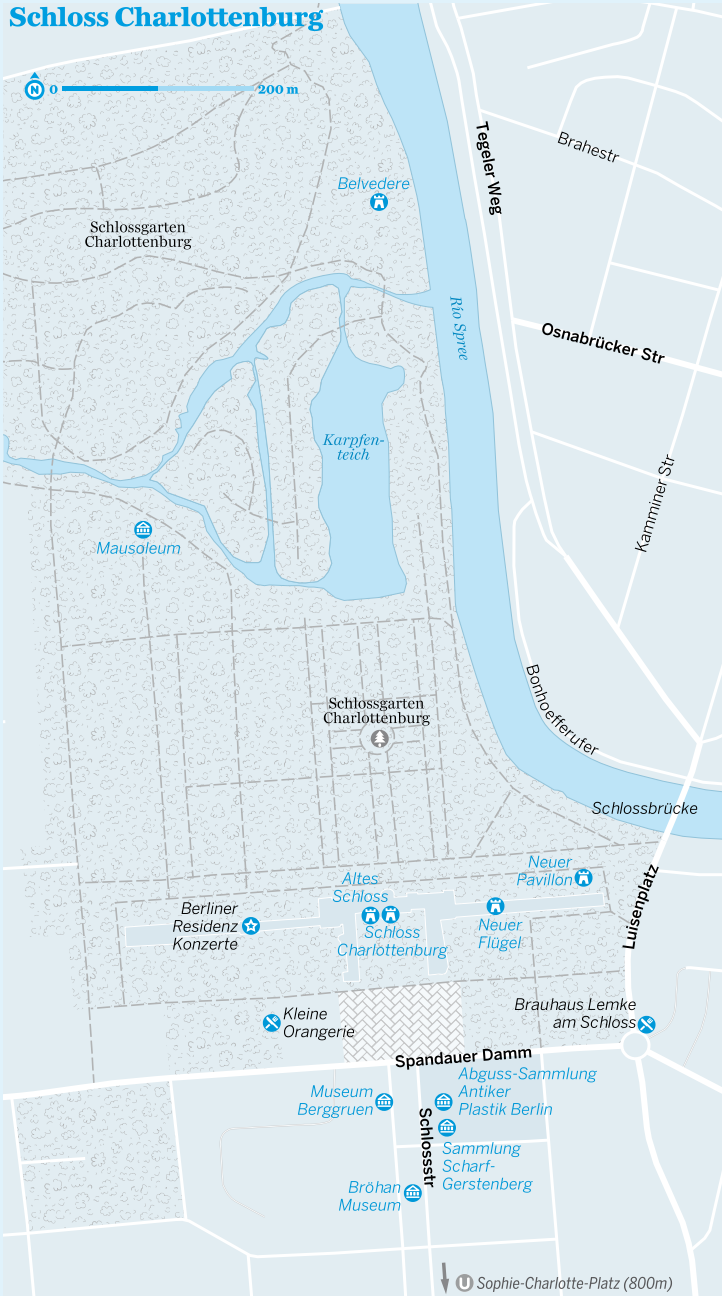 Schloss Charlottenburg
N
0
200 m
Tegeler Weg
Brahestr
Belvedere
Schlossgarten
Charlottenburg
Río Spree
Osnabrücker Str
Karpfen-
teich
Kamminer Str
Mausoleum
Bonhoefferufer
Schlossgarten
Charlottenburg
Schlossbrücke
Neuer
Pavillon
Altes
Schloss
Luisenplatz
Berliner
Residenz
Konzerte
Schloss
Charlottenburg
Neuer
Flügel
Brauhaus Lemke
am Schloss
Kleine
Orangerie
Spandauer Damm
Abguss-Sammlung
Antiker
Plastik Berlin
Museum
Berggruen
Schlossstr
Sammlung
Scharf-
Gerstenberg
Bröhan
Museum
U Sophie-Charlotte-Platz (800m)